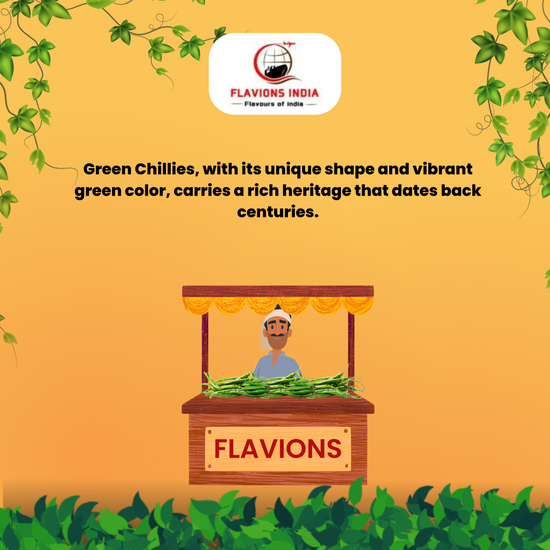 FLAVIONS INDIA
Flavours of India
Green Chillies, with its unique shape and vibrant
green color, carries a rich heritage that dates back
centuries.
FLAVIONS